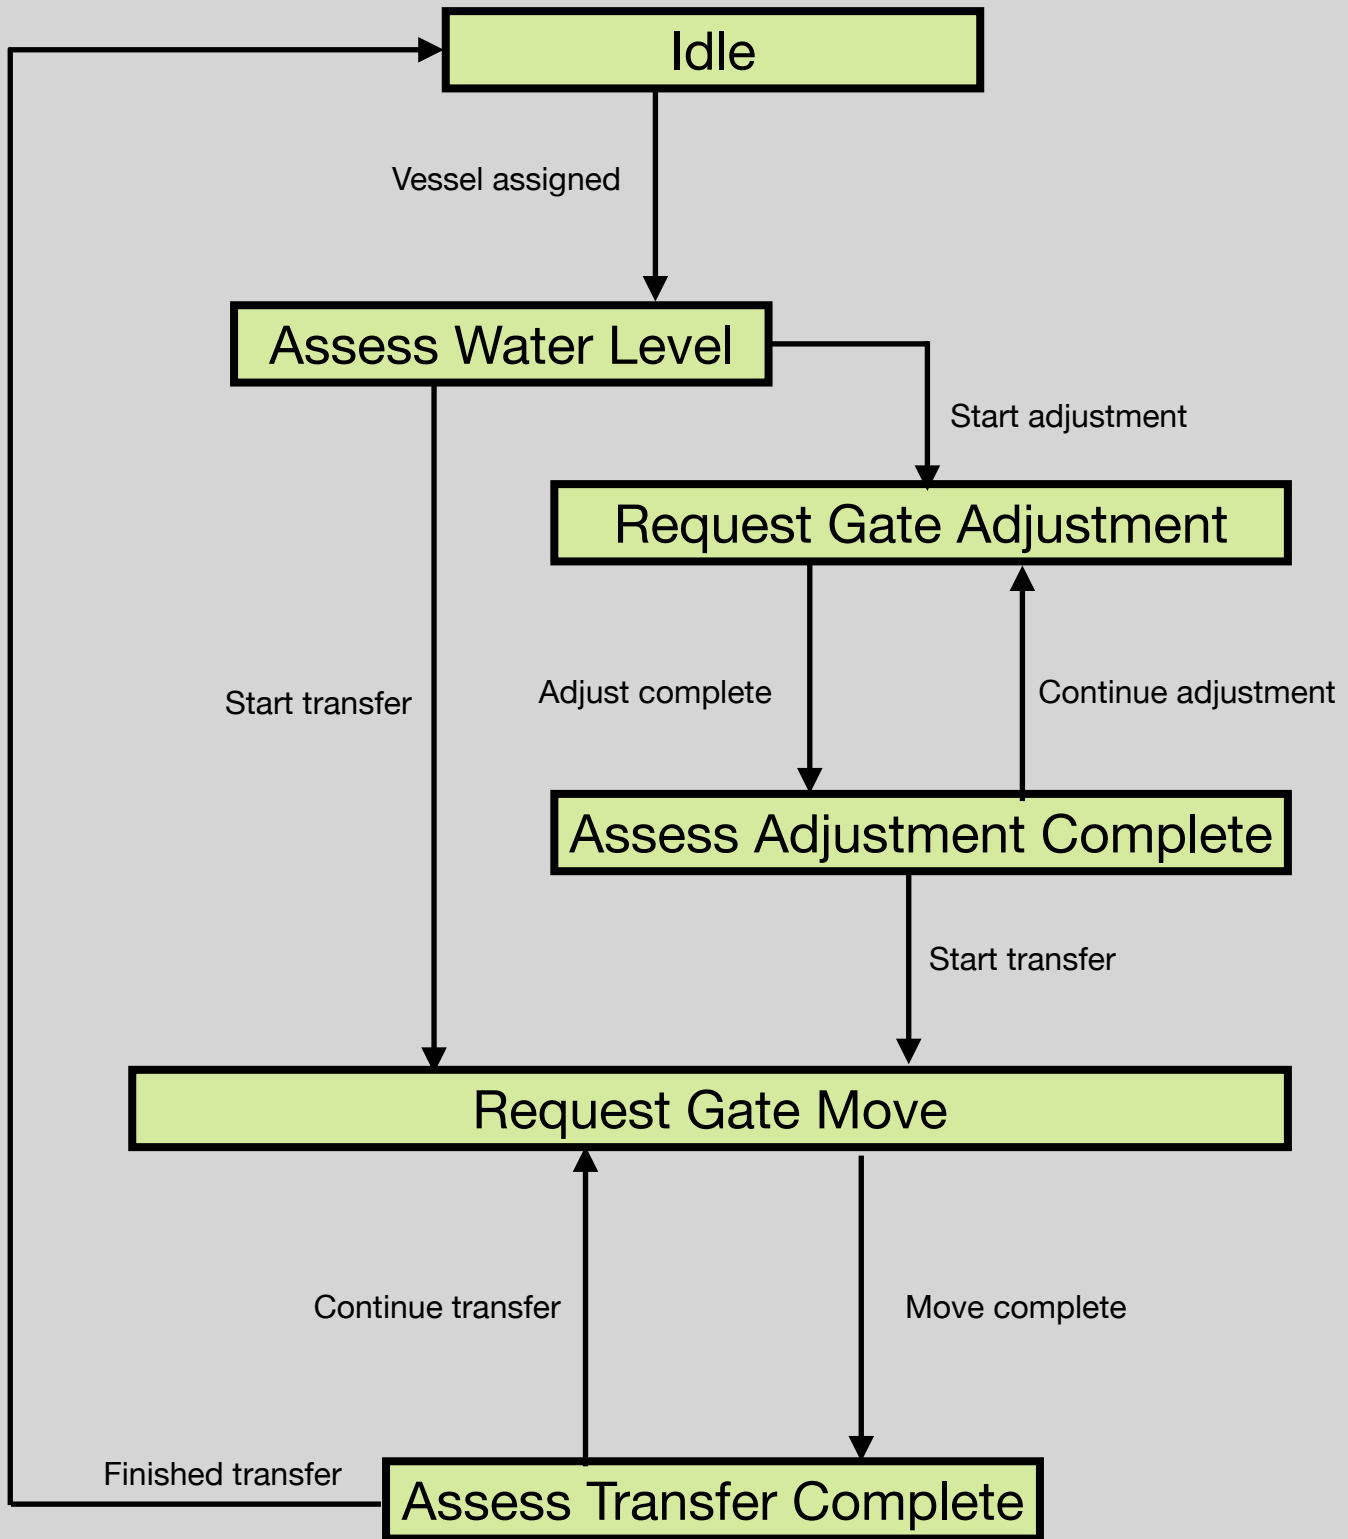 Idle
Vessel assigned
Assess Water Level
Start adjustment
Request Gate Adjustment
Start transfer
Adjust complete
Continue adjustment
Assess Adjustment Complete
Start transfer
Request Gate Move
Continue transfer
Move complete
Finished transfer
Assess Transfer Complete